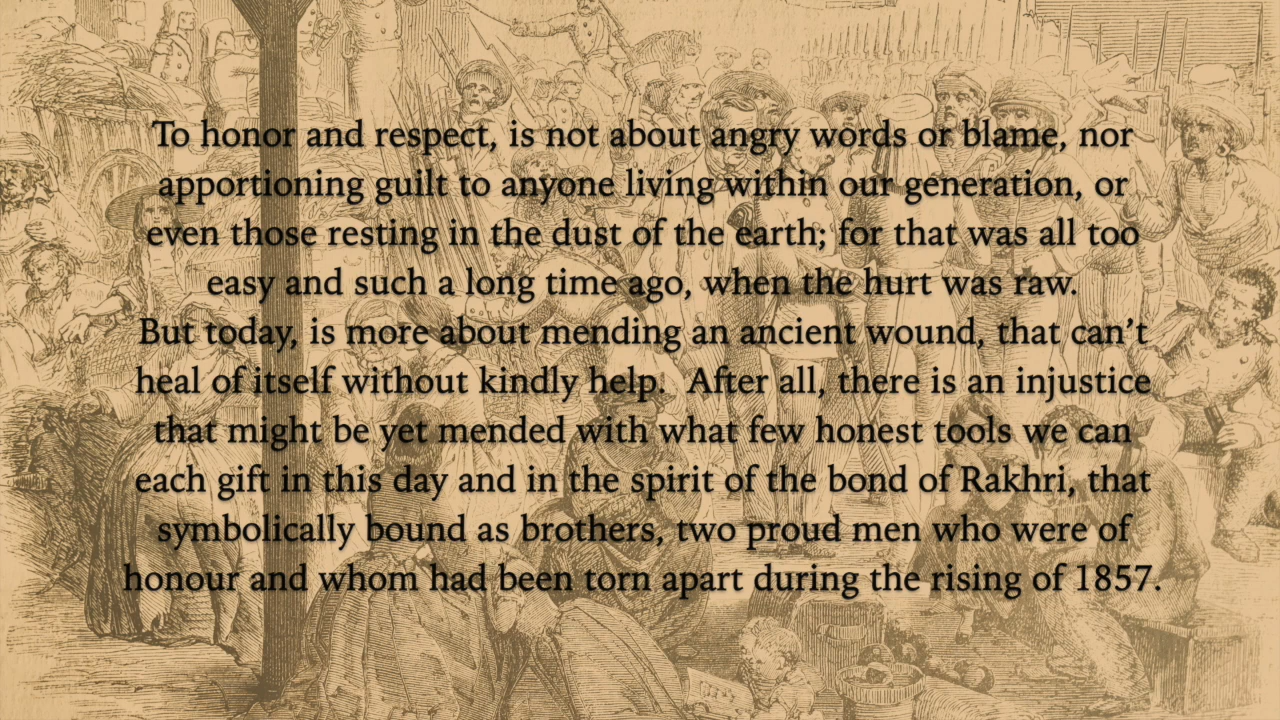 To honor and respect, is not about angry words or blame, nor
apportioning guilt to anyone living within our generation, or
even those resting in the dust of the earth; for that was all too
easy and such a long time ago, when the hurt was raw.
But today, is more about mending an ancient wound, that can’t
heal of itself without kindly help.  After all, there is an injustice
that might be yet mended with what few honest tools we can
each gift in this day and in the spirit of the bond of Rakhri, that
symbolically bound as brothers, two proud men who were of
honour and whom had been torn apart during the rising of 1857.